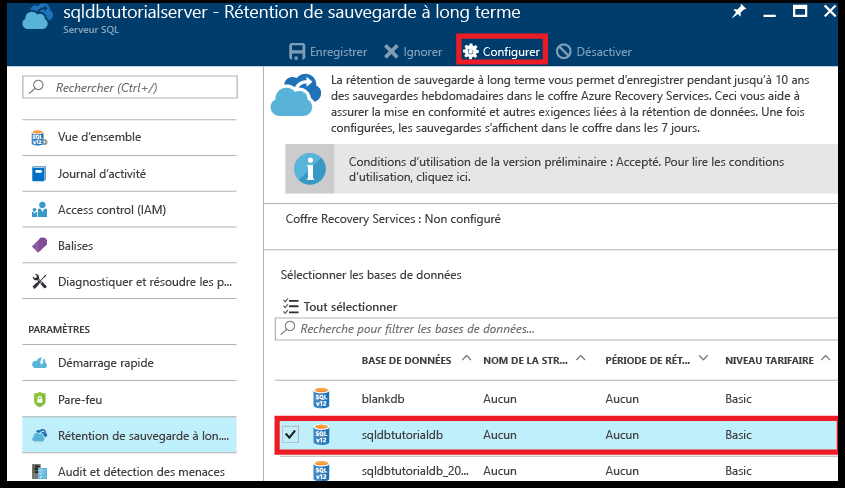 sqldbtutorialserver - Rétention de sauvegarde à long terme
Serveur SQL
Enregistrer Ignorer Configurer Désactiver
Rechercher (Ctrl+/)
Vue d'ensemble
Journal d'activité
Access control (IAM)
Balises
Diagnostiquer et résoudre les p...
PARAMÈTRES
Démarrage rapide
Pare-feu
Rétention de sauvegarde à lon....
Audit et détection des menaces
La rétention de sauvegarde à long terme vous permet d'enregistrer pendant jusqu'à 10 ans
des sauvegardes hebdomadaires dans le coffre Azure Recovery Services. Ceci vous aide à
assurer la mise en conformité et autres exigences liées à la rétention de données. Une fois
configurées, les sauvegardes s'affichent dans le coffre dans les 7 jours.
Conditions d'utilisation de la version préliminaire : Accepté. Pour lire les conditions
d'utilisation, cliquez ici.
Coffre Recovery Services : Non configuré
Sélectionner les bases de données
Tout sélectionner
Recherche pour filtrer les bases de données...
BASE DE DONNÉES NOM DE LA STR... PÉRIODE DE RÉT... NIVEAU TARIFAIRE
blankdb Aucun Aucun Basic
sqldbtutorialdb Aucun Aucun Basic
sqldbtutorialdb_20... Aucun Aucun Basic